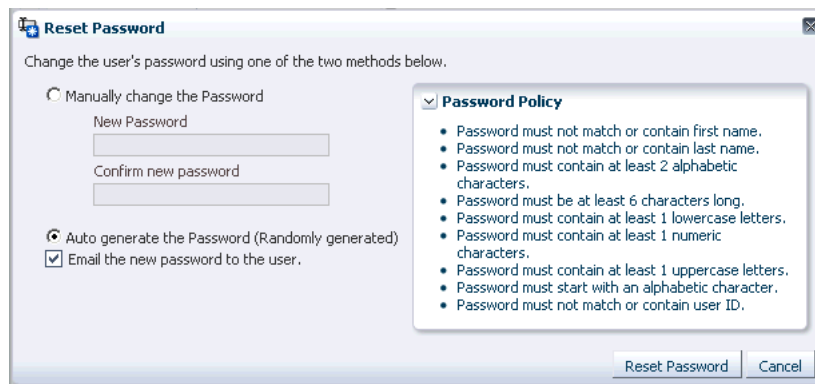 Reset Password
Change the user's password using one of the two methods below.
Manually change the Password
New Password
Confirm new password
Auto generate the Password (Randomly generated)
Email the new password to the user.
Password Policy
Password must not match or contain first name.
Password must not match or contain last name.
Password must contain at least 2 alphabetic
characters.
Password must be at least 6 characters long.
Password must contain at least 1 lowercase letters.
Password must contain at least 1 numeric
characters.
Password must contain at least 1 uppercase letters.
Password must start with an alphabetic character.
Password must not match or contain user ID.
Reset Password
Cancel